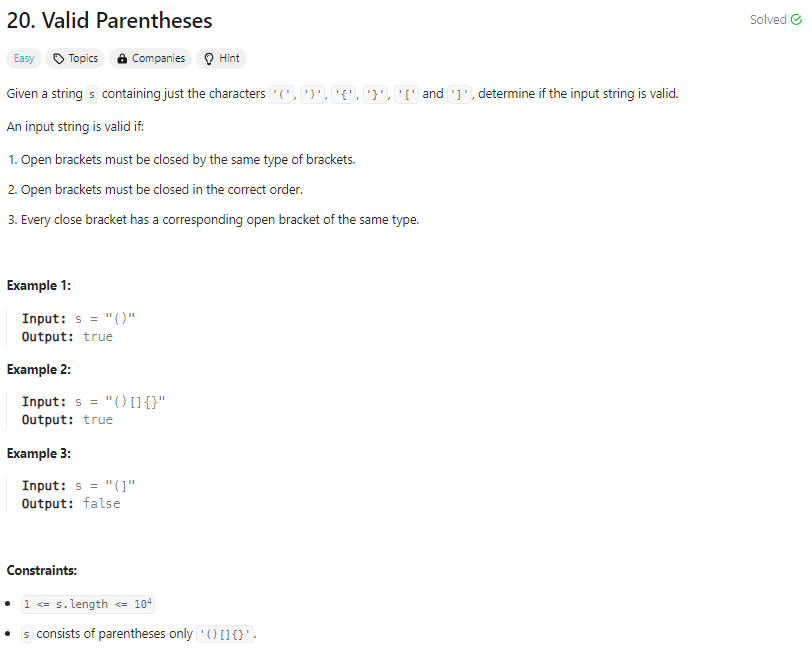 20. Valid Parentheses
Solved
Easy Topics Companies Hint
Given a string s containing just the characters '(', ')', '{', '}', '[' and ']', determine if the input string is valid.
An input string is valid if:
1. Open brackets must be closed by the same type of brackets.
2. Open brackets must be closed in the correct order.
3. Every close bracket has a corresponding open bracket of the same type.
Example 1:
Input: s = "()"
Output: true
Example 2:
Input: s = "()[]{}"
Output: true
Example 3:
Input: s = "(]"
Output: false
Constraints:
• 1 <= s.length <= 10⁴
• s consists of parentheses only '()[]{}'.